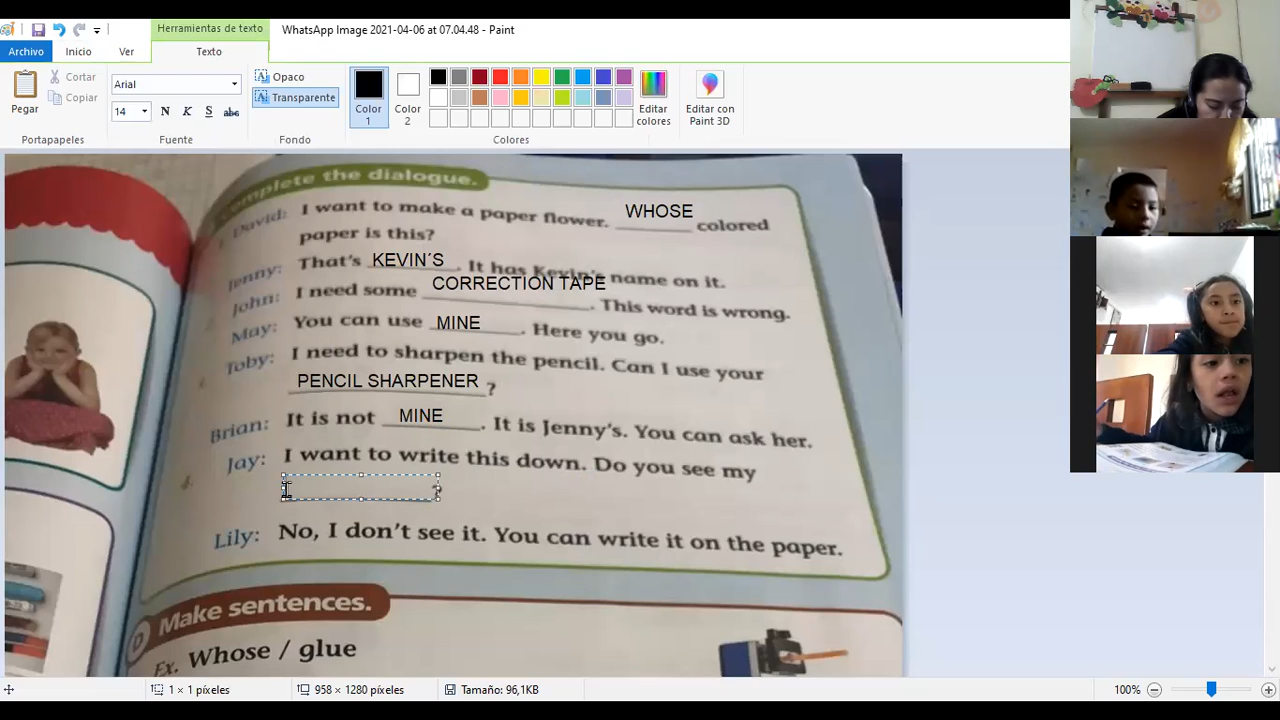 Herramientas de texto
WhatsApp Image 2021-04-06 at 07.04.48 - Paint
Archivo Inicio Ver Texto
Pegar
Cortar
Copiar
Portapapeles
Arial
14 N K S abc
Fuente
Opaco
Transparente
Fondo
Color 1
Color 2
Editar colores
Editar con Paint 3D
Colores
complete the dialogue.
1. David: I want to make a paper flower. WHOSE colored
paper is this?
Jenny: That's KEVIN´S. It has Kevin's name on it.
John: I need some CORRECTION TAPE. This word is wrong.
May: You can use MINE. Here you go.
Toby: I need to sharpen the pencil. Can I use your
PENCIL SHARPENER?
Brian: It is not MINE. It is Jenny's. You can ask her.
4. Jay: I want to write this down. Do you see my
?
Lily: No, I don't see it. You can write it on the paper.
D Make sentences.
Ex. Whose / glue
1 × 1 píxeles
958 × 1280 píxeles
Tamaño: 96,1KB
100%